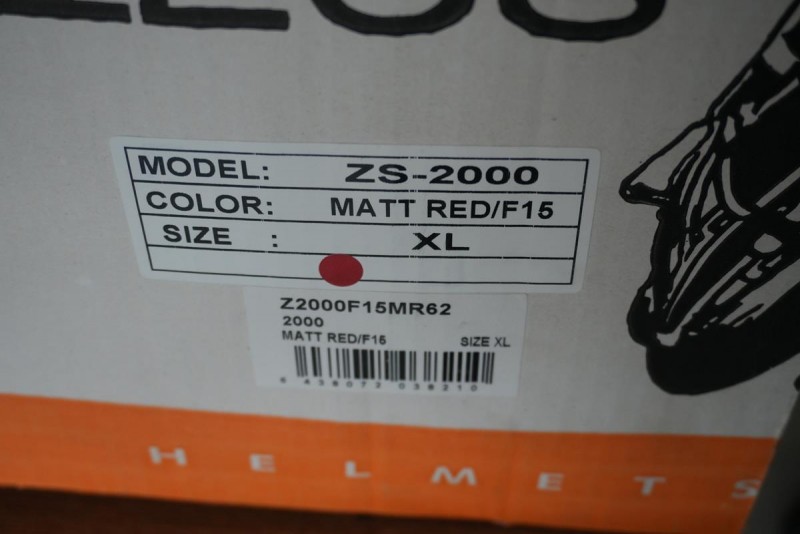 MODEL: ZS-2000
COLOR: MATT RED/F15
SIZE : XL
Z2000F15MR62
2000
MATT RED/F15 SIZE XL
HELMETS